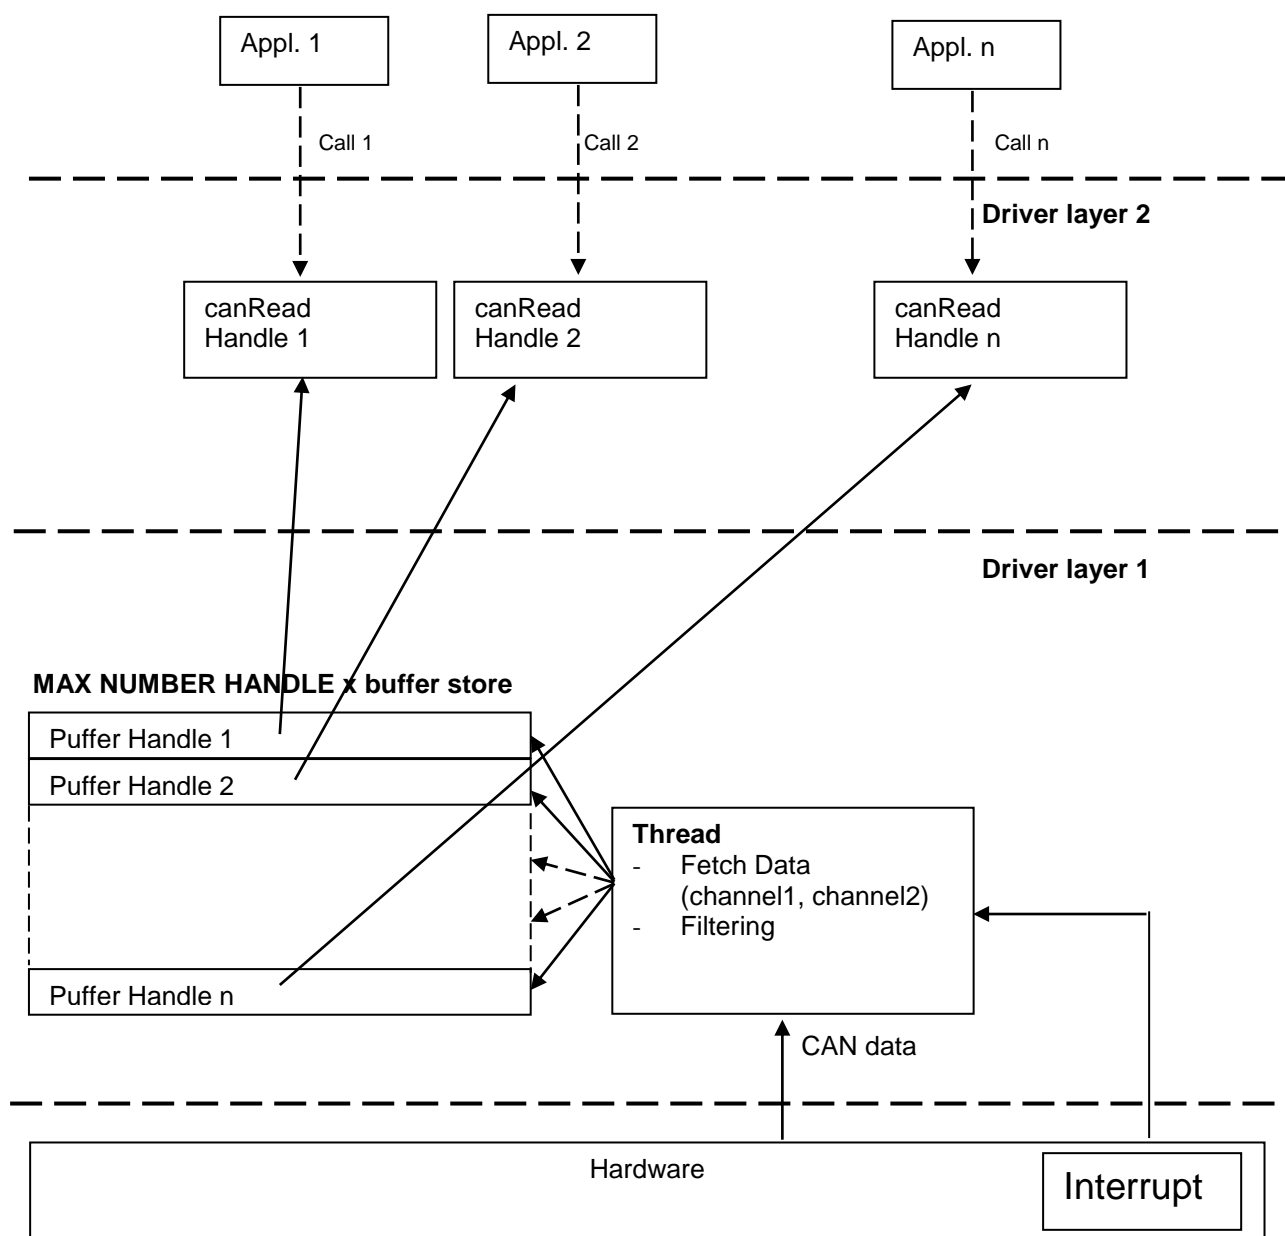 Appl. 1
Appl. 2
Appl. n
Call 1
Call 2
Call n
Driver layer 2
canRead
Handle 1
canRead
Handle 2
canRead
Handle n
Driver layer 1
MAX NUMBER HANDLE x buffer store
Puffer Handle 1
Puffer Handle 2
Puffer Handle n
Thread
- Fetch Data
(channel1, channel2)
- Filtering
CAN data
Hardware
Interrupt